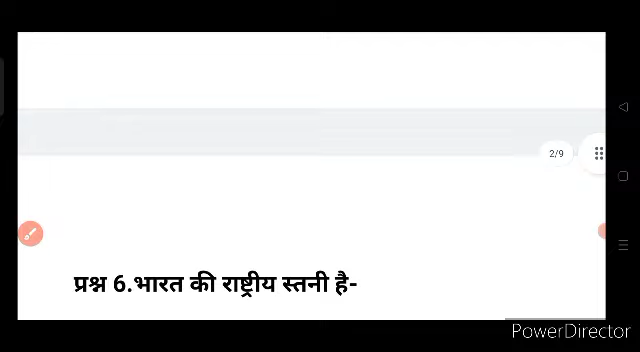 2/9
प्रश्न 6.भारत की राष्ट्रीय स्तनी है-
PowerDirector